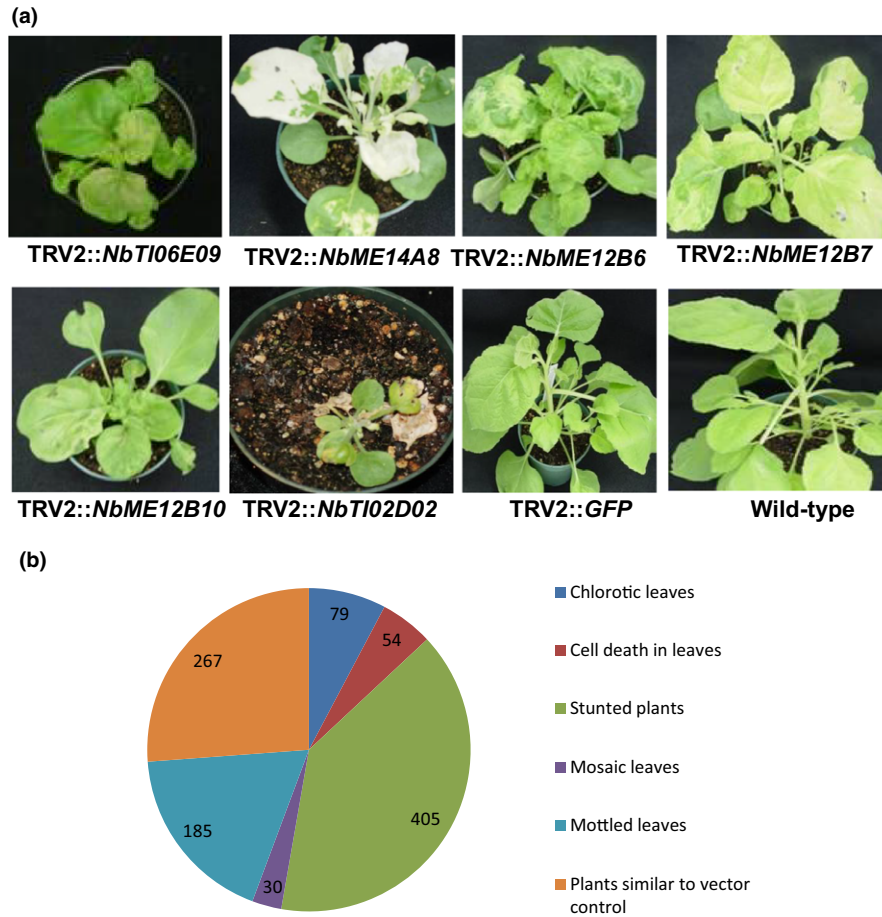 (a)
TRV2::NbTI06E09
TRV2::NbME14A8
TRV2::NbME12B6
TRV2::NbME12B7
TRV2::NbME12B10
TRV2::NbTI02D02
TRV2::GFP
Wild-type
(b)
79
54
405
30
185
267
Chlorotic leaves
Cell death in leaves
Stunted plants
Mosaic leaves
Mottled leaves
Plants similar to vector
control